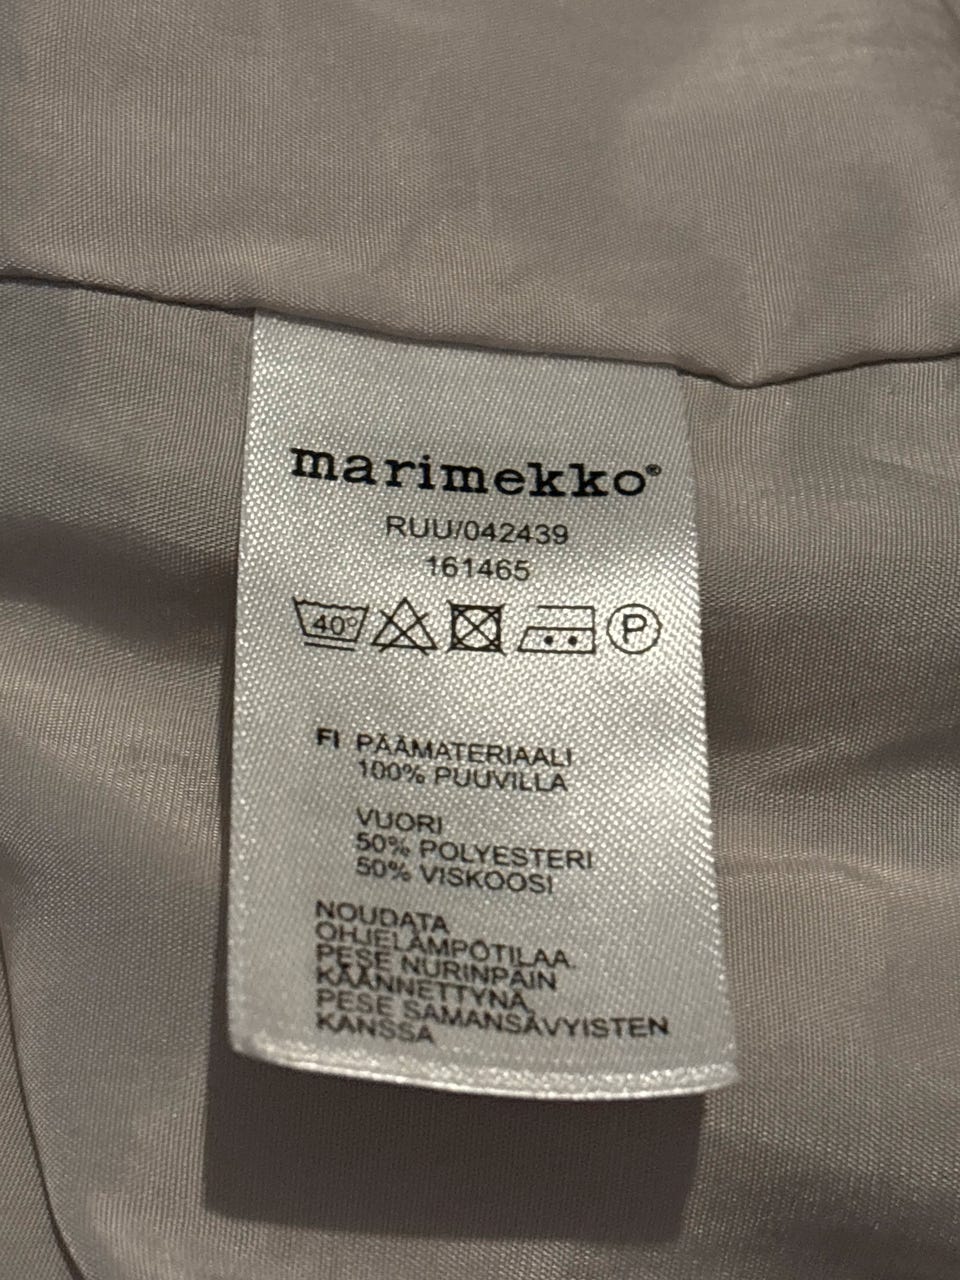 marimekko®
RUU/042439
161465
40° P
FI PÄÄMATERIAALI
100% PUUVILLA
VUORI
50% POLYESTERI
50% VISKOOSI
NOUDATA
OHJELÄMPÖTILAA.
PESE NURINPÄIN
KÄÄNNETTYNÄ.
PESE SAMANSÄVYISTEN
KANSSA